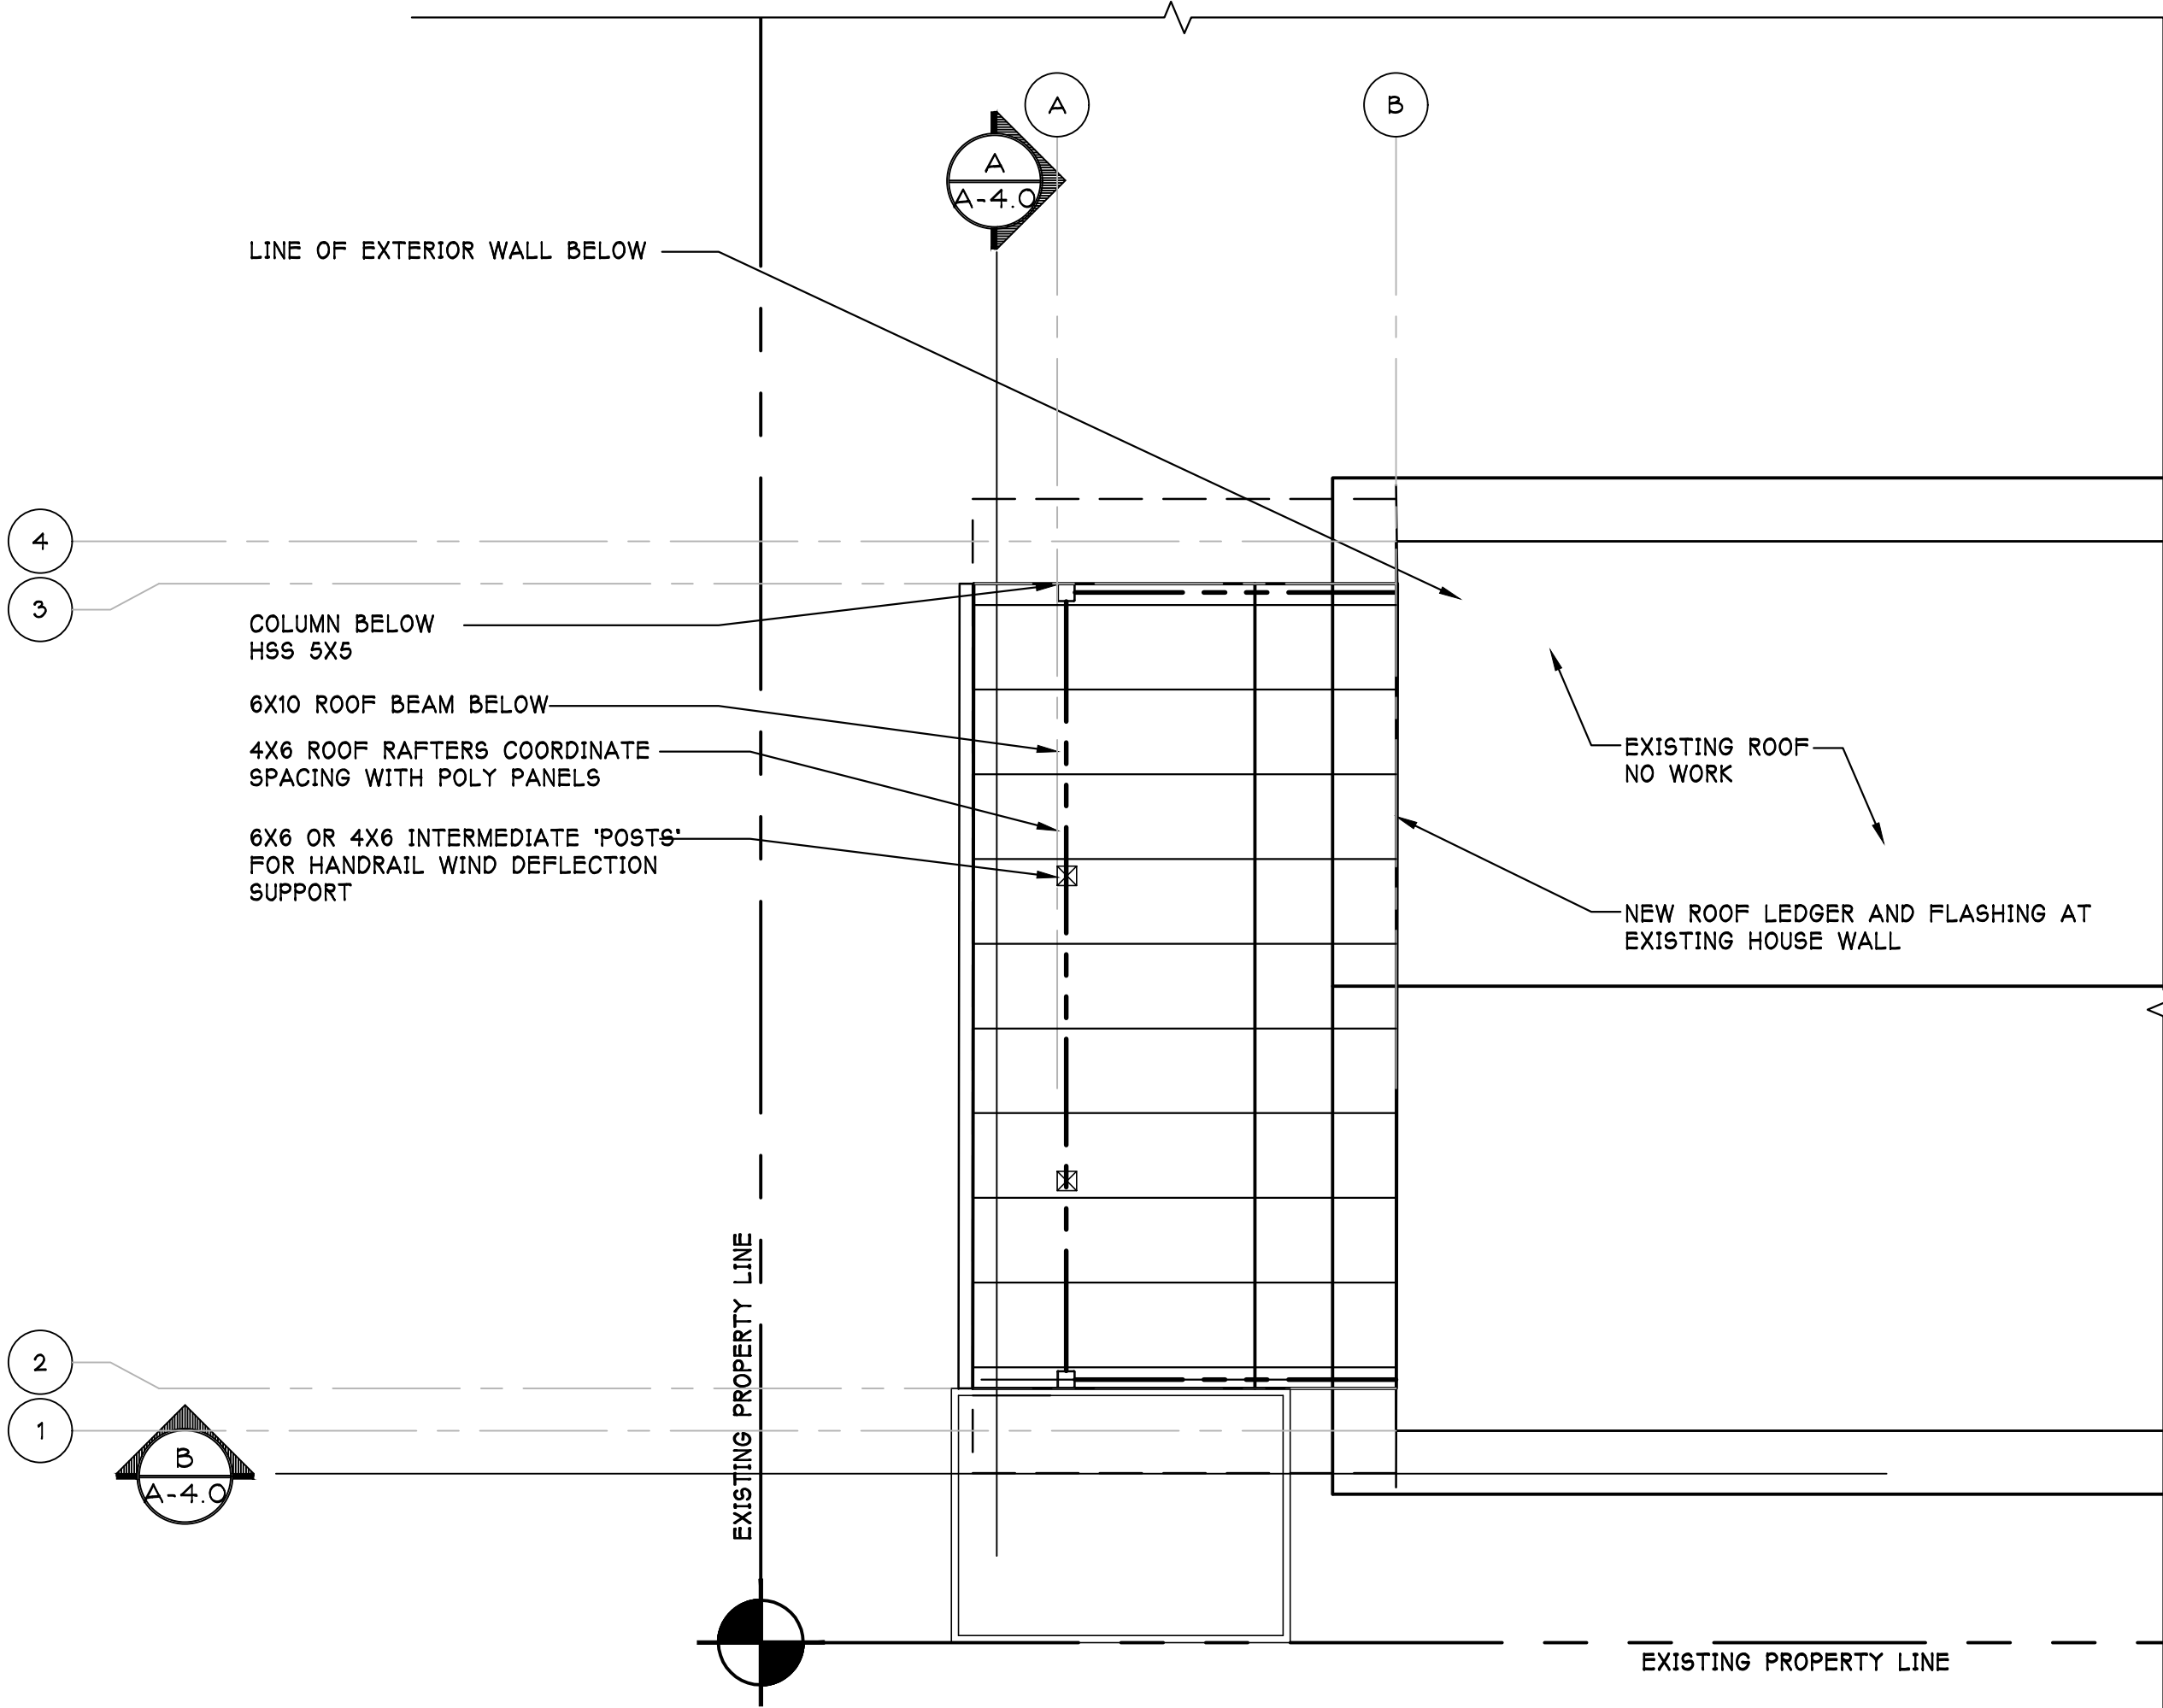 A
B
A
A-4.0
LINE OF EXTERIOR WALL BELOW
4
3
COLUMN BELOW
HSS 5X5
6X10 ROOF BEAM BELOW
4X6 ROOF RAFTERS COORDINATE
SPACING WITH POLY PANELS
6X6 OR 4X6 INTERMEDIATE "POSTS"
FOR HANDRAIL WIND DEFLECTION
SUPPORT
EXISTING ROOF
NO WORK
NEW ROOF LEDGER AND FLASHING AT
EXISTING HOUSE WALL
EXISTING PROPERTY LINE
2
1
B
A-4.0
EXISTING PROPERTY LINE